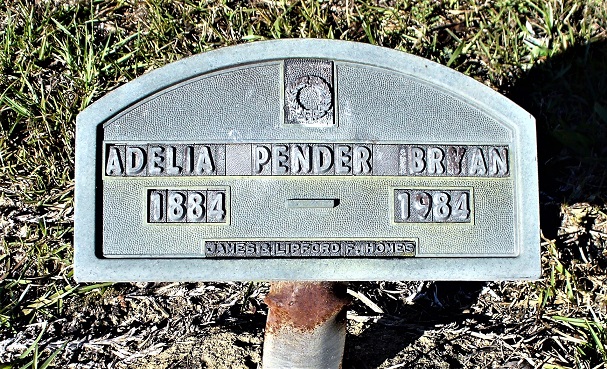 ADELIA PENDER BRYAN
1884 – 1984
JAMES & LIPFORD F. HOMES